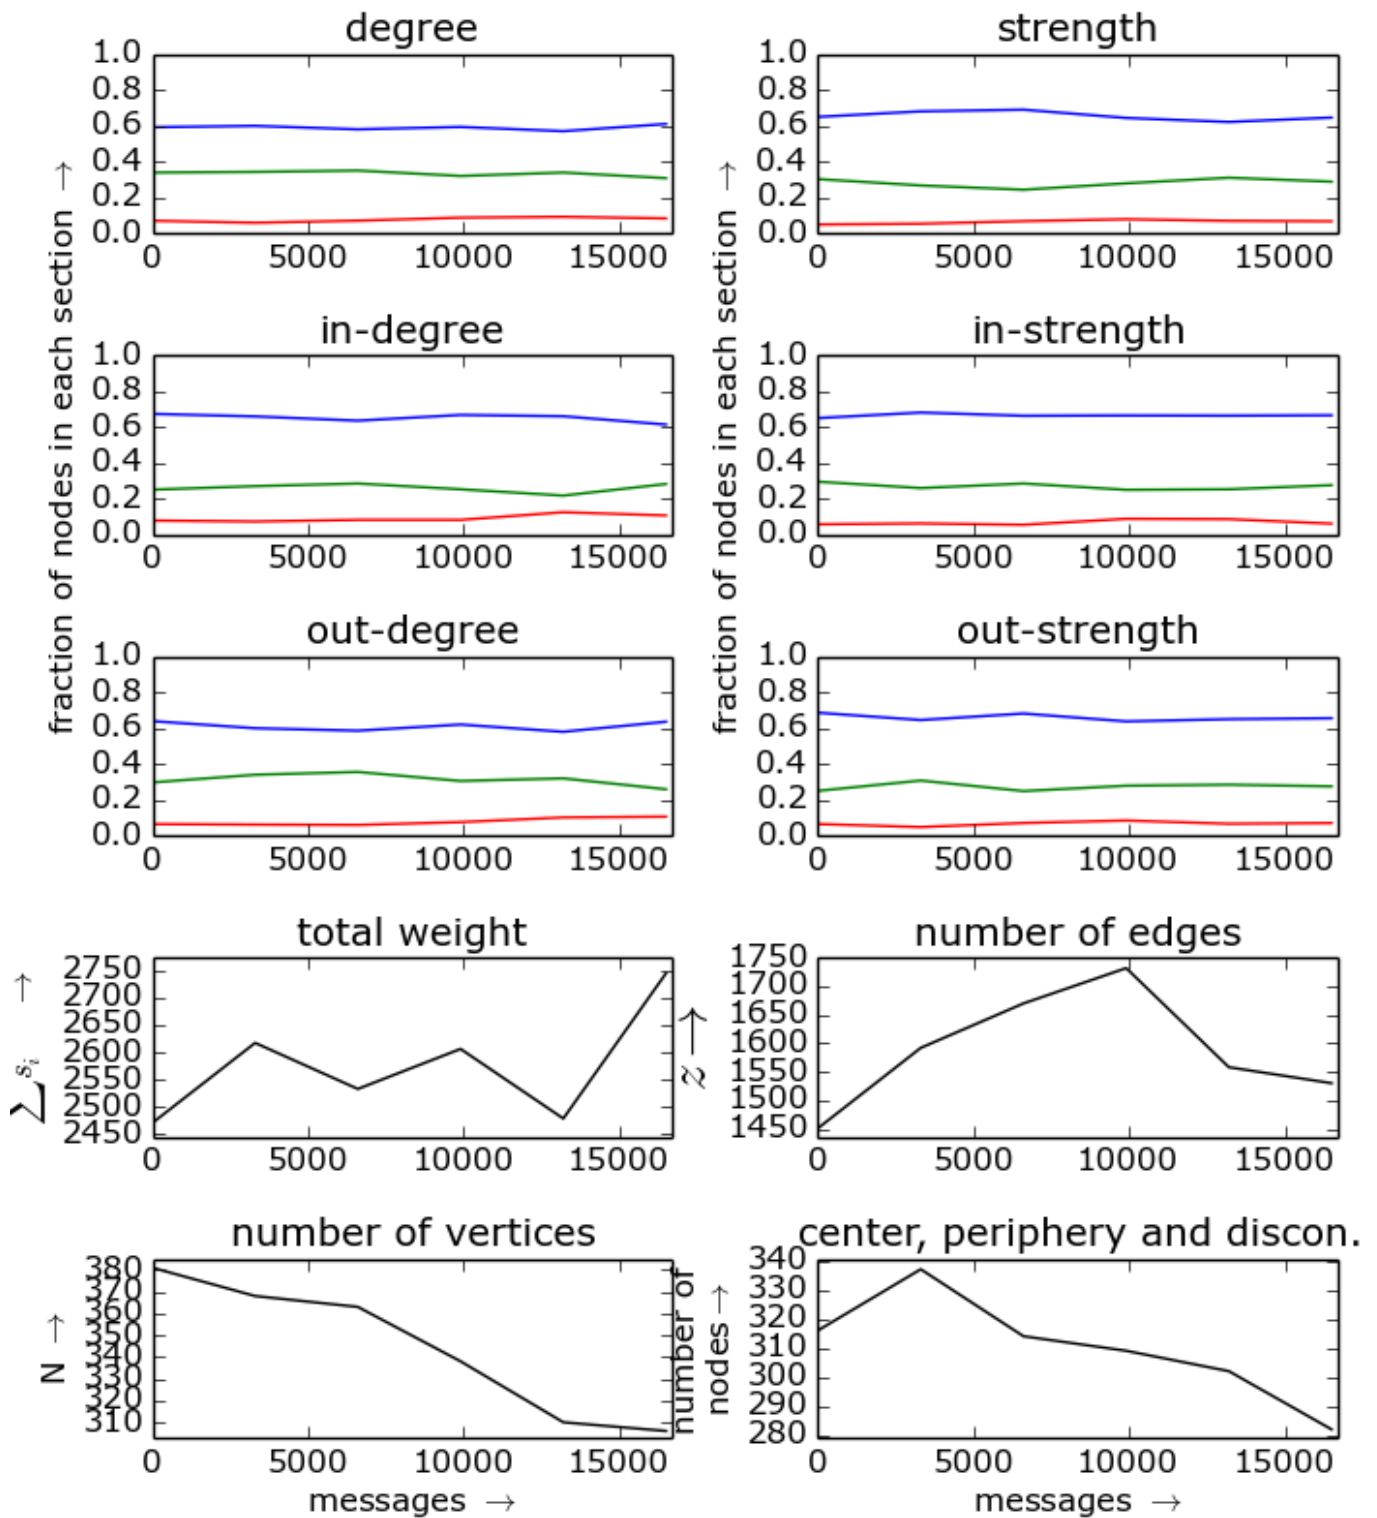 degree
1.0
0.8
0.6
0.4
0.2
0.0
0 5000 10000 15000
strength
1.0
0.8
0.6
0.4
0.2
0.0
0 5000 10000 15000
in-degree
1.0
0.8
0.6
0.4
0.2
0.0
0 5000 10000 15000
in-strength
1.0
0.8
0.6
0.4
0.2
0.0
0 5000 10000 15000
out-degree
1.0
0.8
0.6
0.4
0.2
0.0
0 5000 10000 15000
out-strength
1.0
0.8
0.6
0.4
0.2
0.0
0 5000 10000 15000
fraction of nodes in each section →
fraction of nodes in each section →
total weight
∑ s_i →
2750
2700
2650
2600
2550
2500
2450
0 5000 10000 15000
number of edges
z →
1750
1700
1650
1600
1550
1500
1450
0 5000 10000 15000
number of vertices
N →
380
370
360
350
340
330
320
310
0 5000 10000 15000
messages →
center, periphery and discon.
number of
nodes →
340
330
320
310
300
290
280
0 5000 10000 15000
messages →